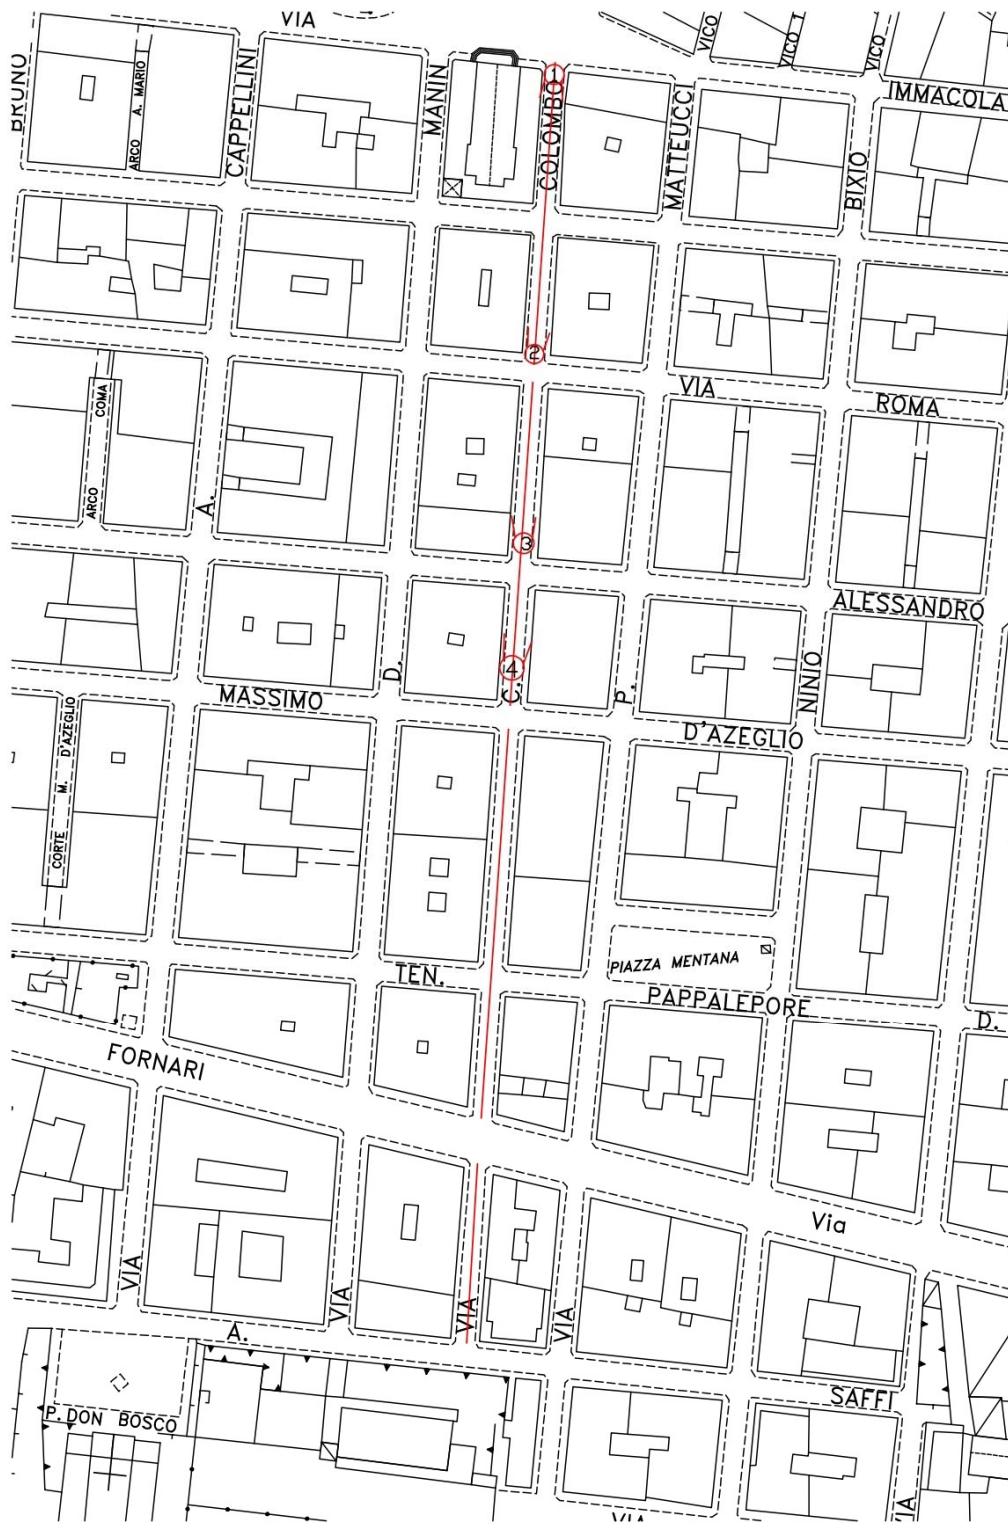 VIA
VICO
VICO
VICO
BRUNO
ARCO A. MARIO
CAPPELLINI
MANIN
1
COLOMBO
MATTEUCCI
BIXIO
IMMACOLA
2
VIA
ROMA
ARCO COMA
A.
3
ALESSANDRO
4
D.
C.
P.
NINIO
MASSIMO
D'AZEGLIO
CORTE M. D'AZEGLIO
PIAZZA MENTANA
TEN.
PAPPALEPORE
D.
FORNARI
Via
VIA
VIA
VIA
VIA
A.
SAFFI
P. DON BOSCO
VIA